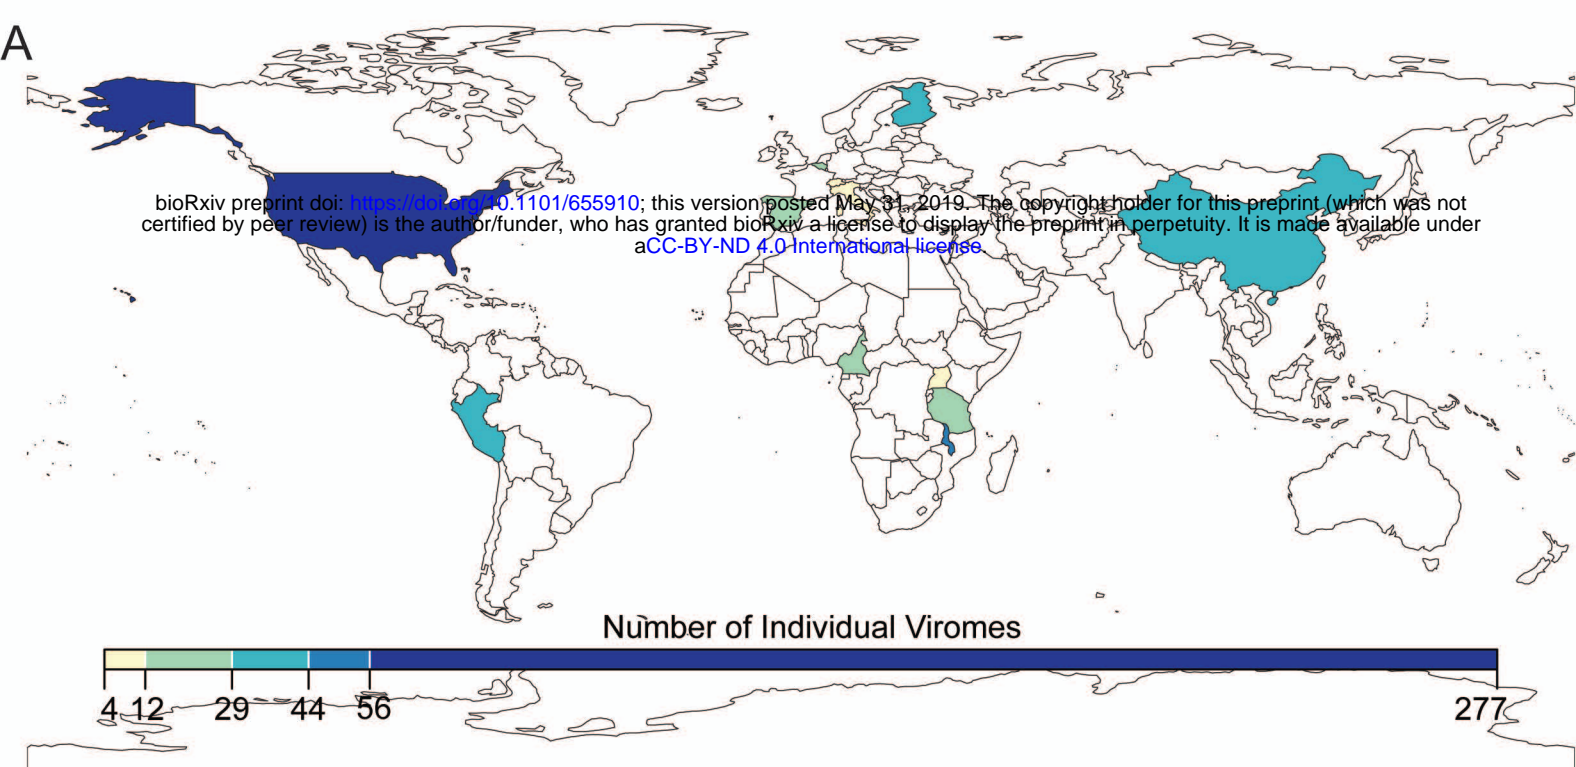 A
bioRxiv preprint doi: https://doi.org/10.1101/655910; this version posted May 31, 2019. The copyright holder for this preprint (which was not
certified by peer review) is the author/funder, who has granted bioRxiv a license to display the preprint in perpetuity. It is made available under
aCC-BY-ND 4.0 International license.
Number of Individual Viromes
4 12 29 44 56 277